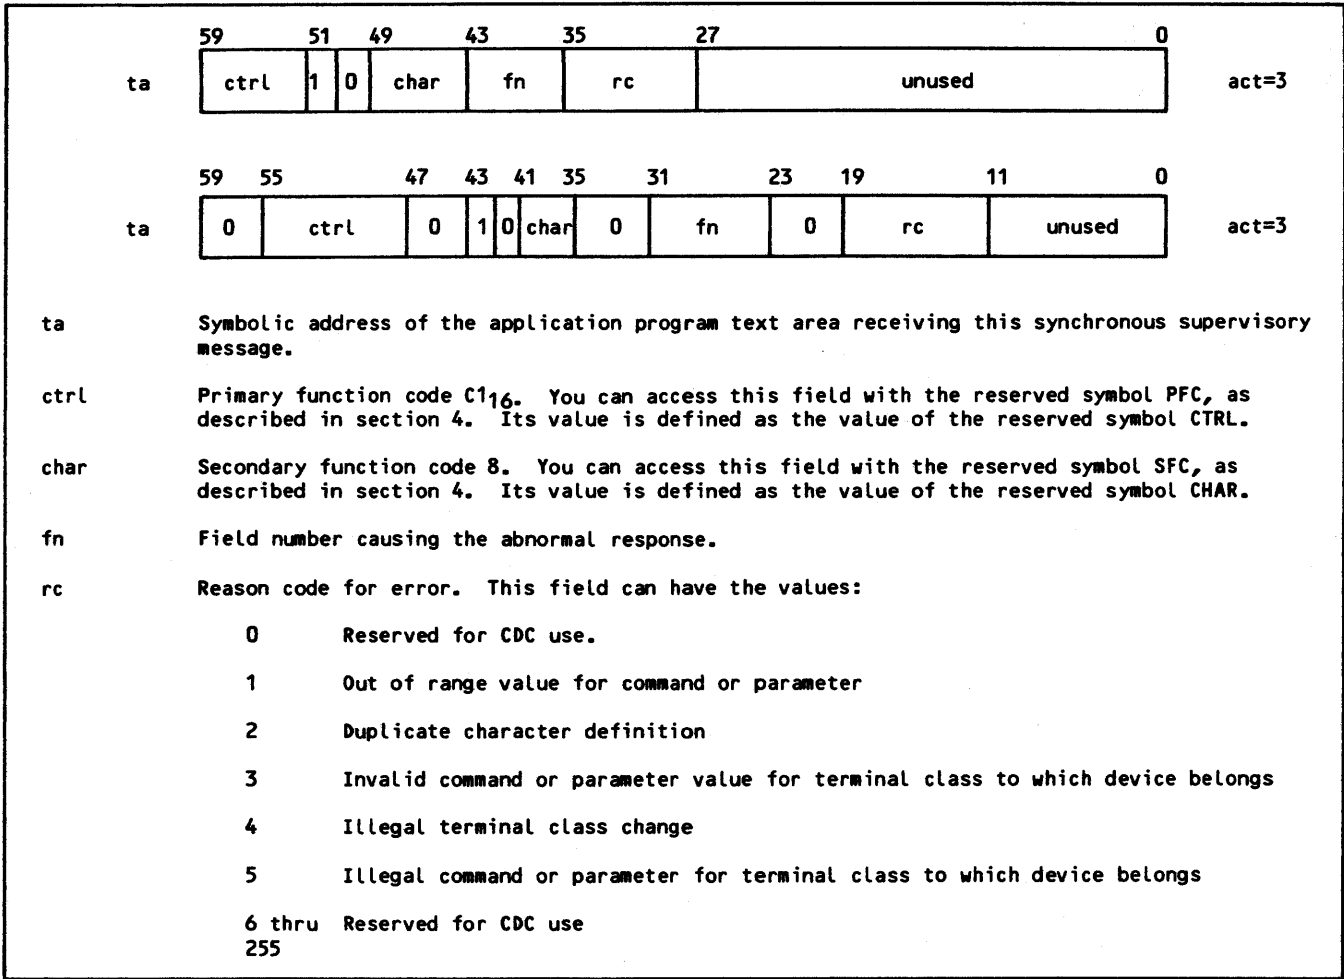 59 51 49 43 35 27 0
ta ctrl 1 0 char fn rc unused act=3
59 55 47 43 41 35 31 23 19 11 0
ta 0 ctrl 0 1 0 char 0 fn 0 rc unused act=3
ta Symbolic address of the application program text area receiving this synchronous supervisory
message.
ctrl Primary function code C1₁₆. You can access this field with the reserved symbol PFC, as
described in section 4. Its value is defined as the value of the reserved symbol CTRL.
char Secondary function code 8. You can access this field with the reserved symbol SFC, as
described in section 4. Its value is defined as the value of the reserved symbol CHAR.
fn Field number causing the abnormal response.
rc Reason code for error. This field can have the values:
0 Reserved for CDC use.
1 Out of range value for command or parameter
2 Duplicate character definition
3 Invalid command or parameter value for terminal class to which device belongs
4 Illegal terminal class change
5 Illegal command or parameter for terminal class to which device belongs
6 thru Reserved for CDC use
255